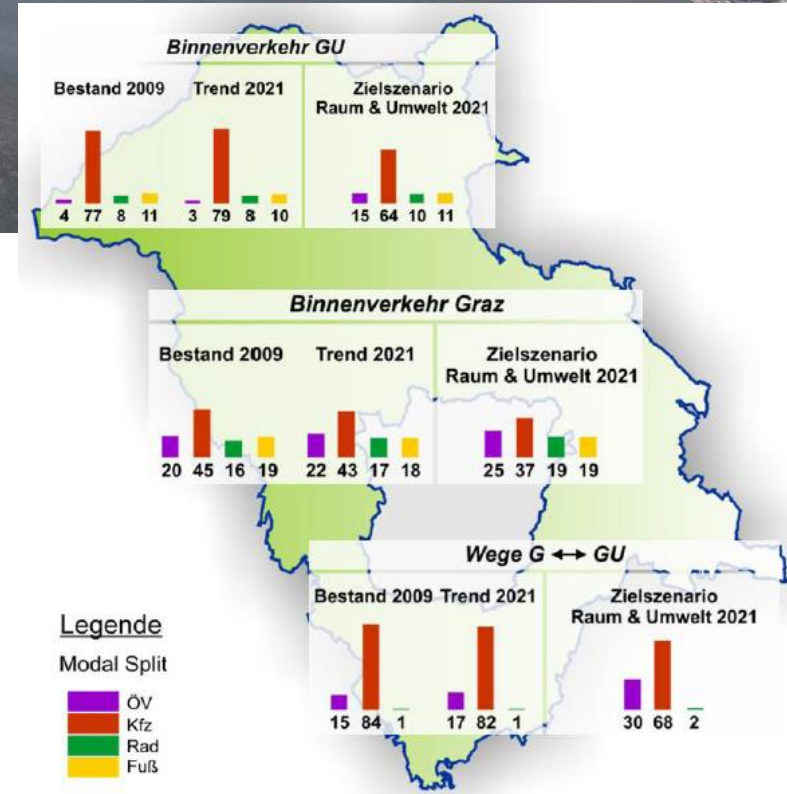 Binnenverkehr GU
Bestand 2009 Trend 2021 Zielszenario
Raum & Umwelt 2021
4 77 8 11 3 79 8 10 15 64 10 11
Binnenverkehr Graz
Bestand 2009 Trend 2021 Zielszenario
Raum & Umwelt 2021
20 45 16 19 22 43 17 18 25 37 19 19
Wege G ↔ GU
Bestand 2009 Trend 2021 Zielszenario
Raum & Umwelt 2021
15 84 1 17 82 1 30 68 2
Legende
Modal Split
ÖV
Kfz
Rad
Fuß